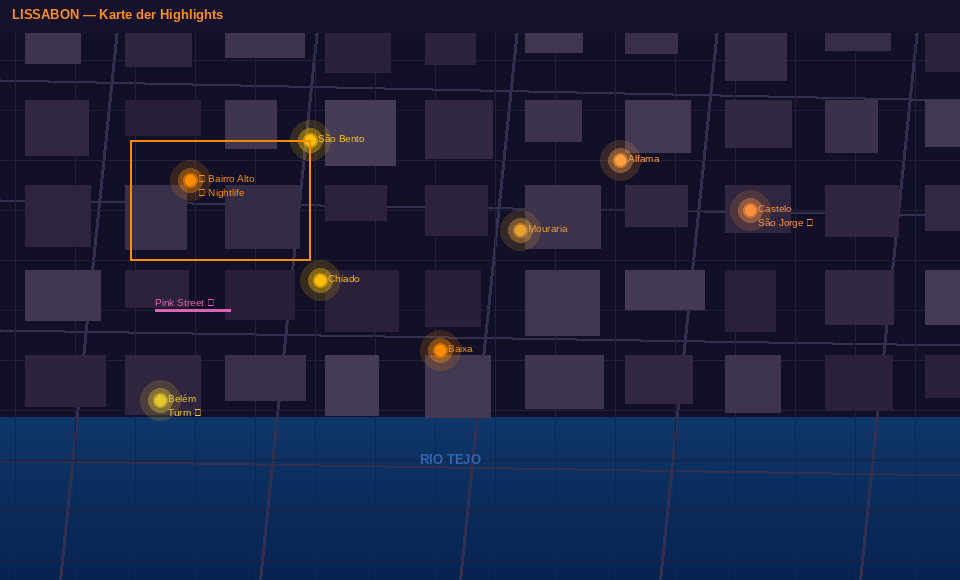 LISSABON — Karte der Highlights
São Bento
Alfama
Bairro Alto
Nightlife
Castelo
São Jorge
Mouraria
Chiado
Pink Street
Baixa
Belém
Turm
RIO TEJO